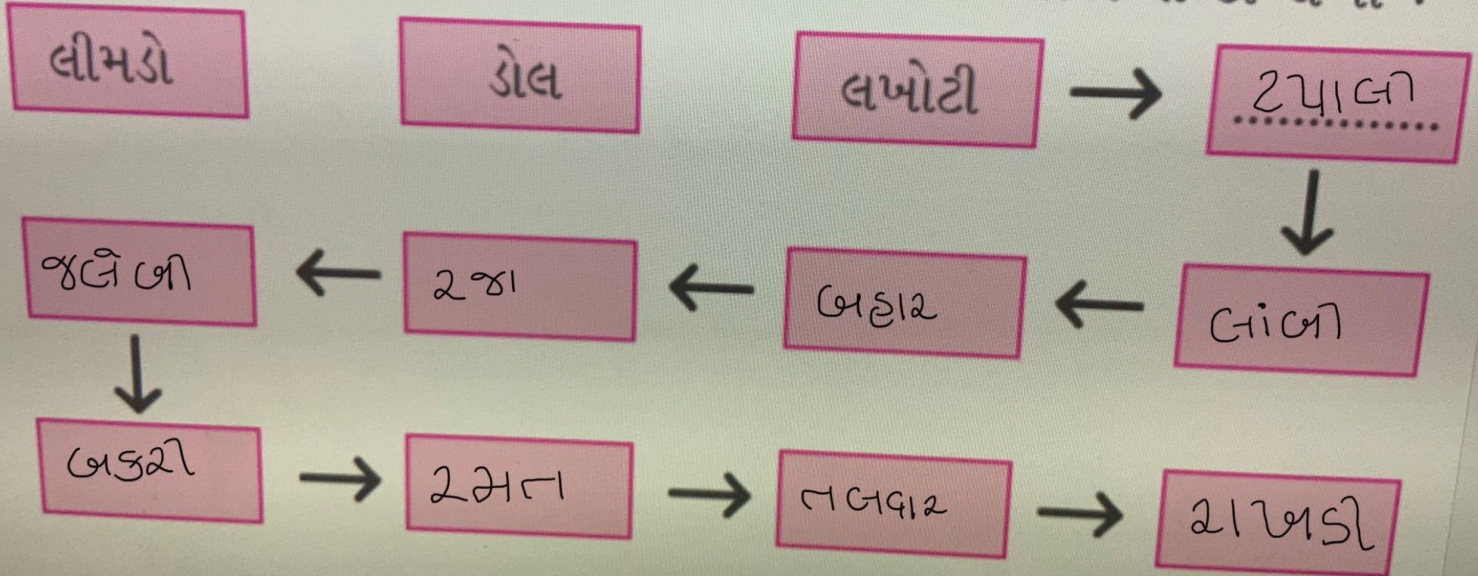 લીમડો ડોલ લખોટી ટપાલી
જલેબી રજા બહાર લાંબી
બકરી રમત તલવાર રાખડી